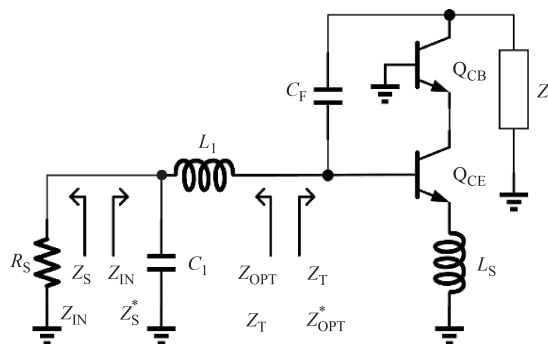 Q_CB
C_F
Z
L_1
Q_CE
R_S
Z_S
Z_IN
C_1
Z_OPT
Z_T
L_S
Z_IN
Z_S^*
Z_T
Z_OPT^*